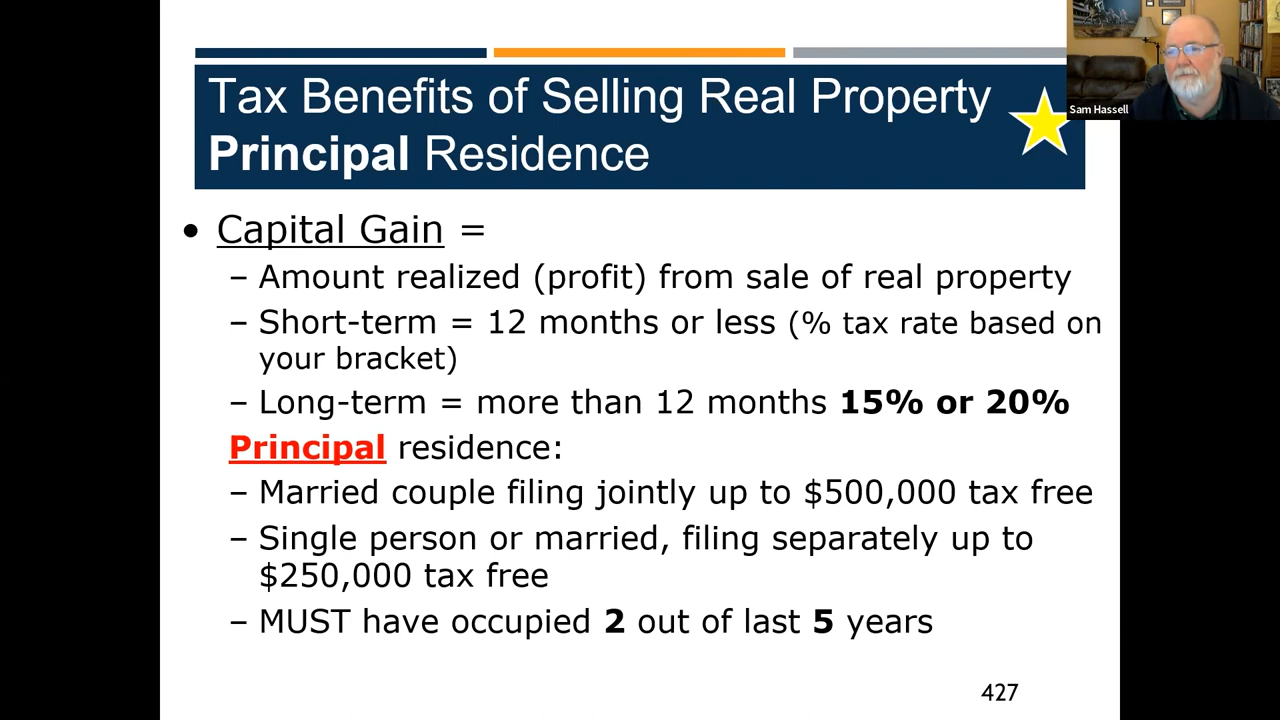 Tax Benefits of Selling Real Property
Principal Residence
Sam Hassell
• Capital Gain =
– Amount realized (profit) from sale of real property
– Short-term = 12 months or less (% tax rate based on
your bracket)
– Long-term = more than 12 months 15% or 20%
Principal residence:
– Married couple filing jointly up to $500,000 tax free
– Single person or married, filing separately up to
$250,000 tax free
– MUST have occupied 2 out of last 5 years
427